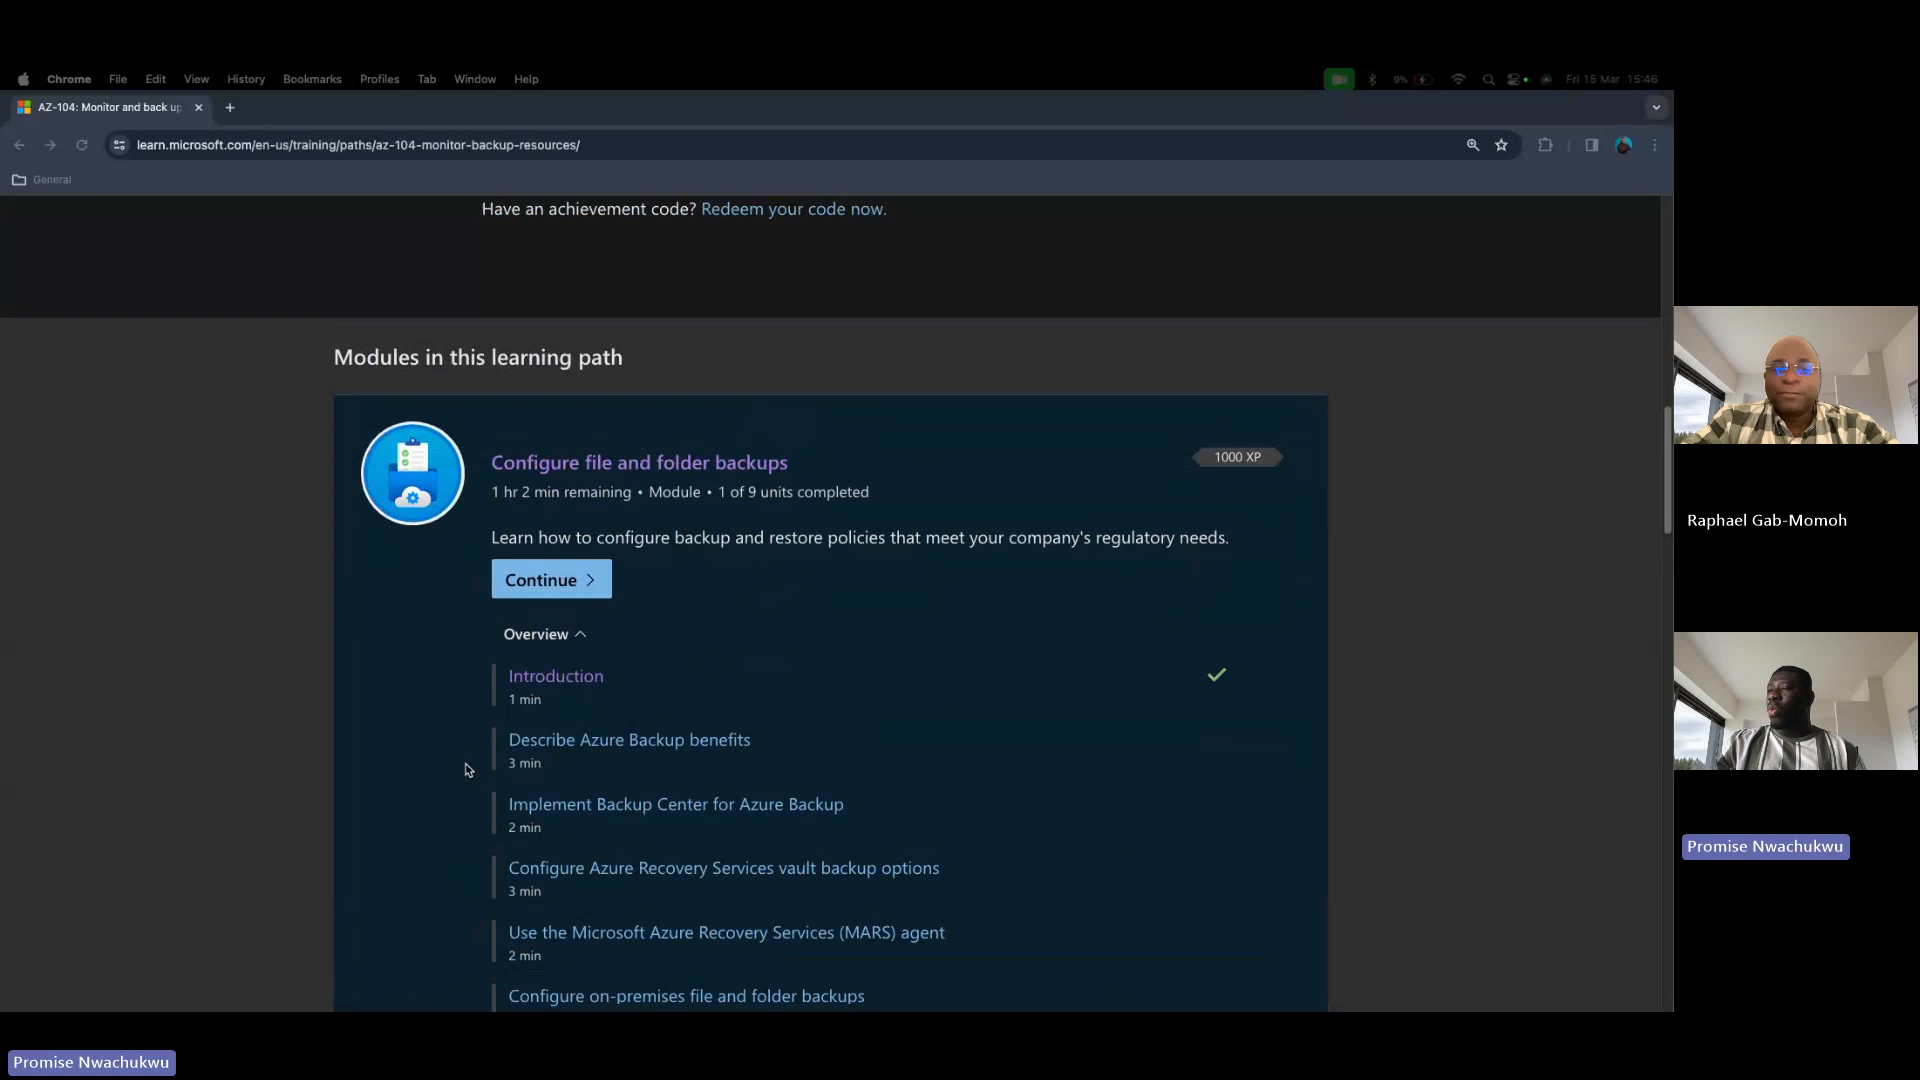 Chrome File Edit View History Bookmarks Profiles Tab Window Help 9% Fri 15 Mar 15:46
AZ-104: Monitor and back up
learn.microsoft.com/en-us/training/paths/az-104-monitor-backup-resources/
General
Have an achievement code? Redeem your code now.
Modules in this learning path
Configure file and folder backups
1000 XP
1 hr 2 min remaining • Module • 1 of 9 units completed
Learn how to configure backup and restore policies that meet your company's regulatory needs.
Continue
Overview
Introduction
1 min
Describe Azure Backup benefits
3 min
Implement Backup Center for Azure Backup
2 min
Configure Azure Recovery Services vault backup options
3 min
Use the Microsoft Azure Recovery Services (MARS) agent
2 min
Configure on-premises file and folder backups
Raphael Gab-Momoh
Promise Nwachukwu
Promise Nwachukwu